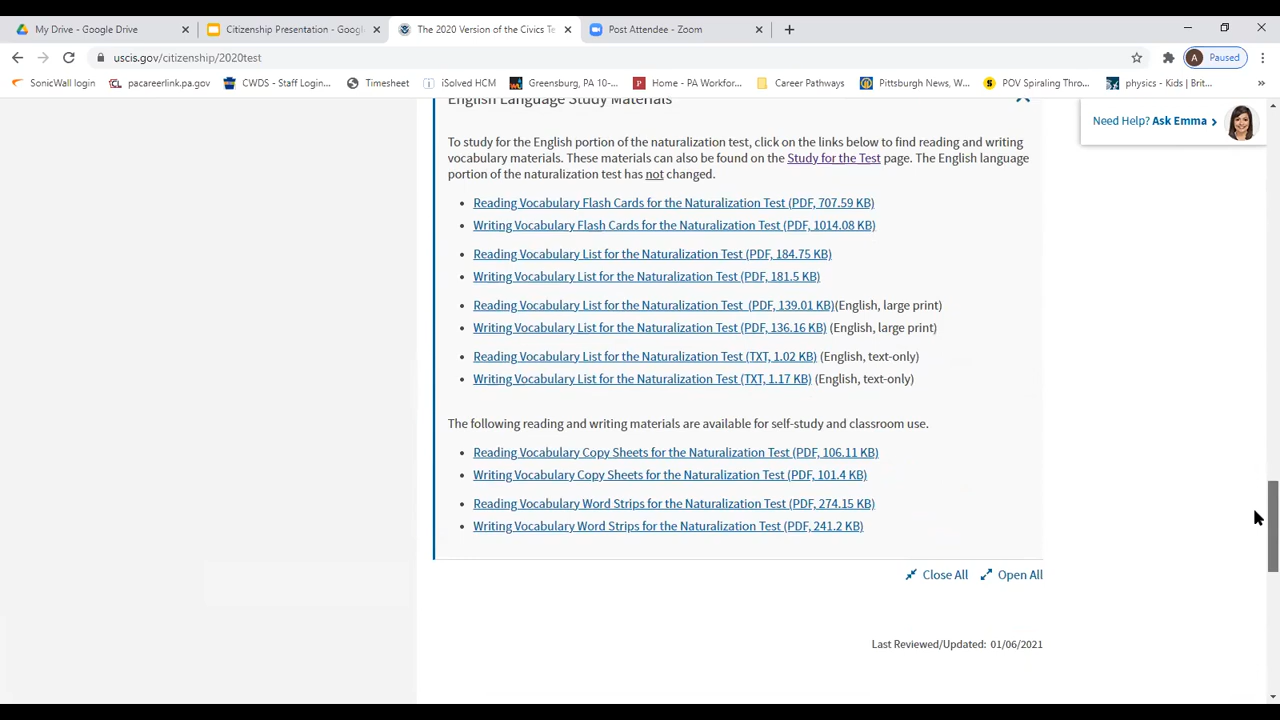 My Drive - Google Drive
Citizenship Presentation - Googl
The 2020 Version of the Civics Te
Post Attendee - Zoom
uscis.gov/citizenship/2020test
A Paused
SonicWall login
pacareerlink.pa.gov
CWDS - Staff Login...
Timesheet
iSolved HCM
Greensburg, PA 10-...
Home - PA Workfor...
Career Pathways
Pittsburgh News, W...
POV Spiraling Thro...
physics - Kids | Brit...
English Language Study Materials
Need Help? Ask Emma
To study for the English portion of the naturalization test, click on the links below to find reading and writing
vocabulary materials. These materials can also be found on the Study for the Test page. The English language
portion of the naturalization test has not changed.
Reading Vocabulary Flash Cards for the Naturalization Test (PDF, 707.59 KB)
Writing Vocabulary Flash Cards for the Naturalization Test (PDF, 1014.08 KB)
Reading Vocabulary List for the Naturalization Test (PDF, 184.75 KB)
Writing Vocabulary List for the Naturalization Test (PDF, 181.5 KB)
Reading Vocabulary List for the Naturalization Test (PDF, 139.01 KB)(English, large print)
Writing Vocabulary List for the Naturalization Test (PDF, 136.16 KB) (English, large print)
Reading Vocabulary List for the Naturalization Test (TXT, 1.02 KB) (English, text-only)
Writing Vocabulary List for the Naturalization Test (TXT, 1.17 KB) (English, text-only)
The following reading and writing materials are available for self-study and classroom use.
Reading Vocabulary Copy Sheets for the Naturalization Test (PDF, 106.11 KB)
Writing Vocabulary Copy Sheets for the Naturalization Test (PDF, 101.4 KB)
Reading Vocabulary Word Strips for the Naturalization Test (PDF, 274.15 KB)
Writing Vocabulary Word Strips for the Naturalization Test (PDF, 241.2 KB)
Close All
Open All
Last Reviewed/Updated: 01/06/2021